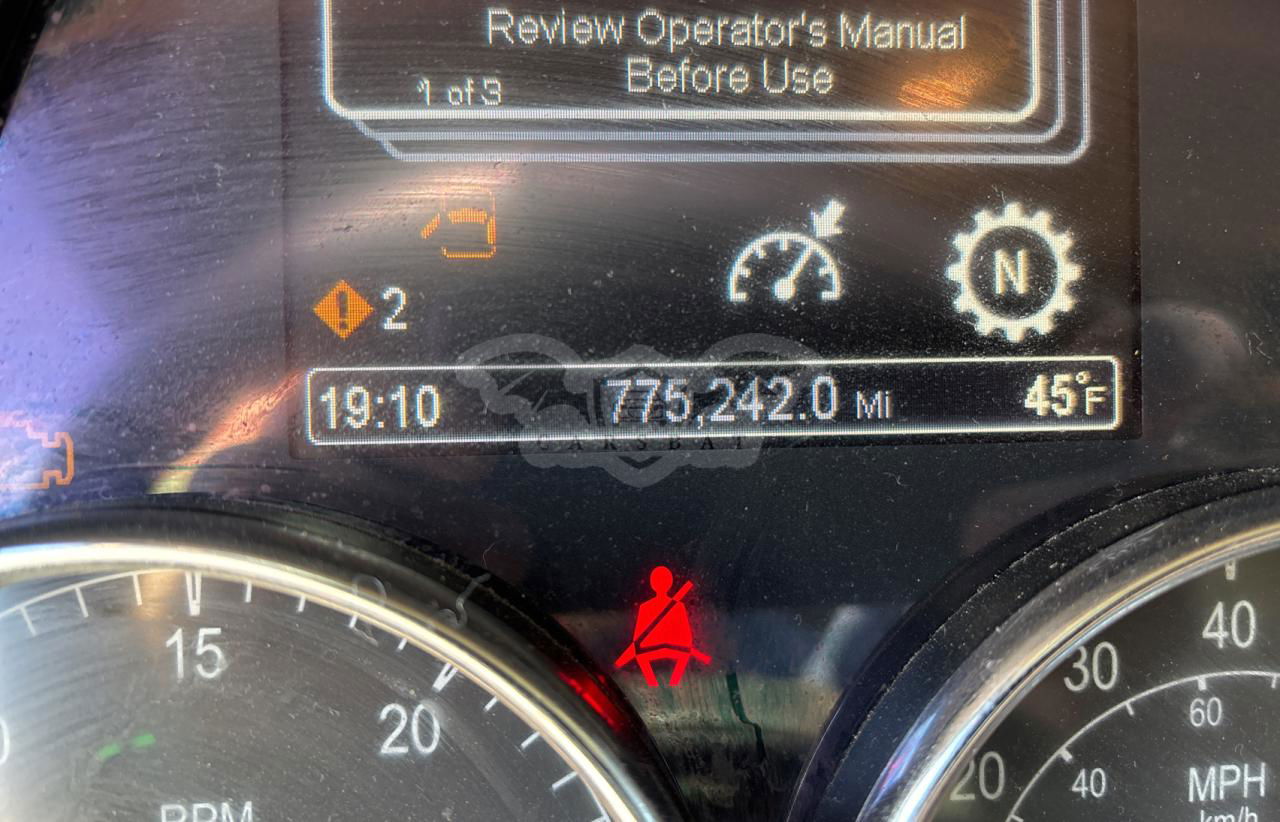 Review Operator's Manual
Before Use
1 of 3
N
2
19:10 775,242.0 Mi 45°F
CARSBAT
15
20
RPM
20
30
40
40
60
MPH
km/h